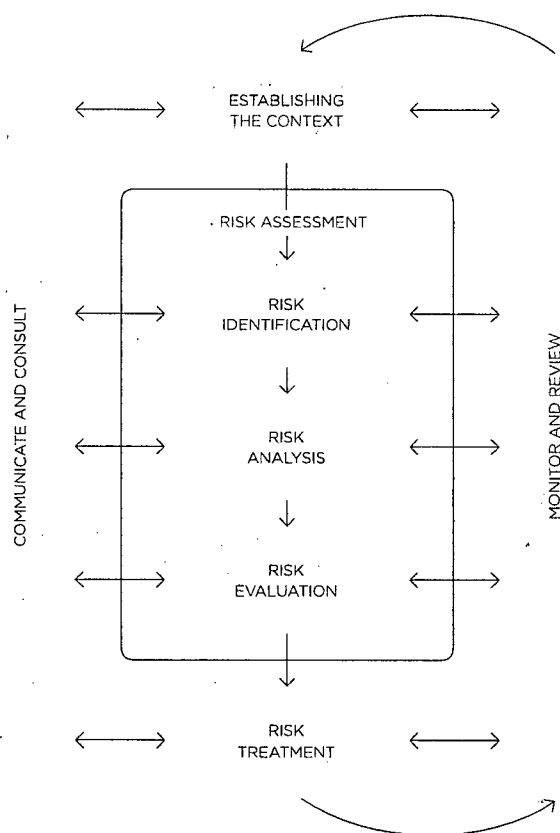 ESTABLISHING
THE CONTEXT
RISK ASSESSMENT
RISK
IDENTIFICATION
RISK
ANALYSIS
RISK
EVALUATION
RISK
TREATMENT
COMMUNICATE AND CONSULT
MONITOR AND REVIEW